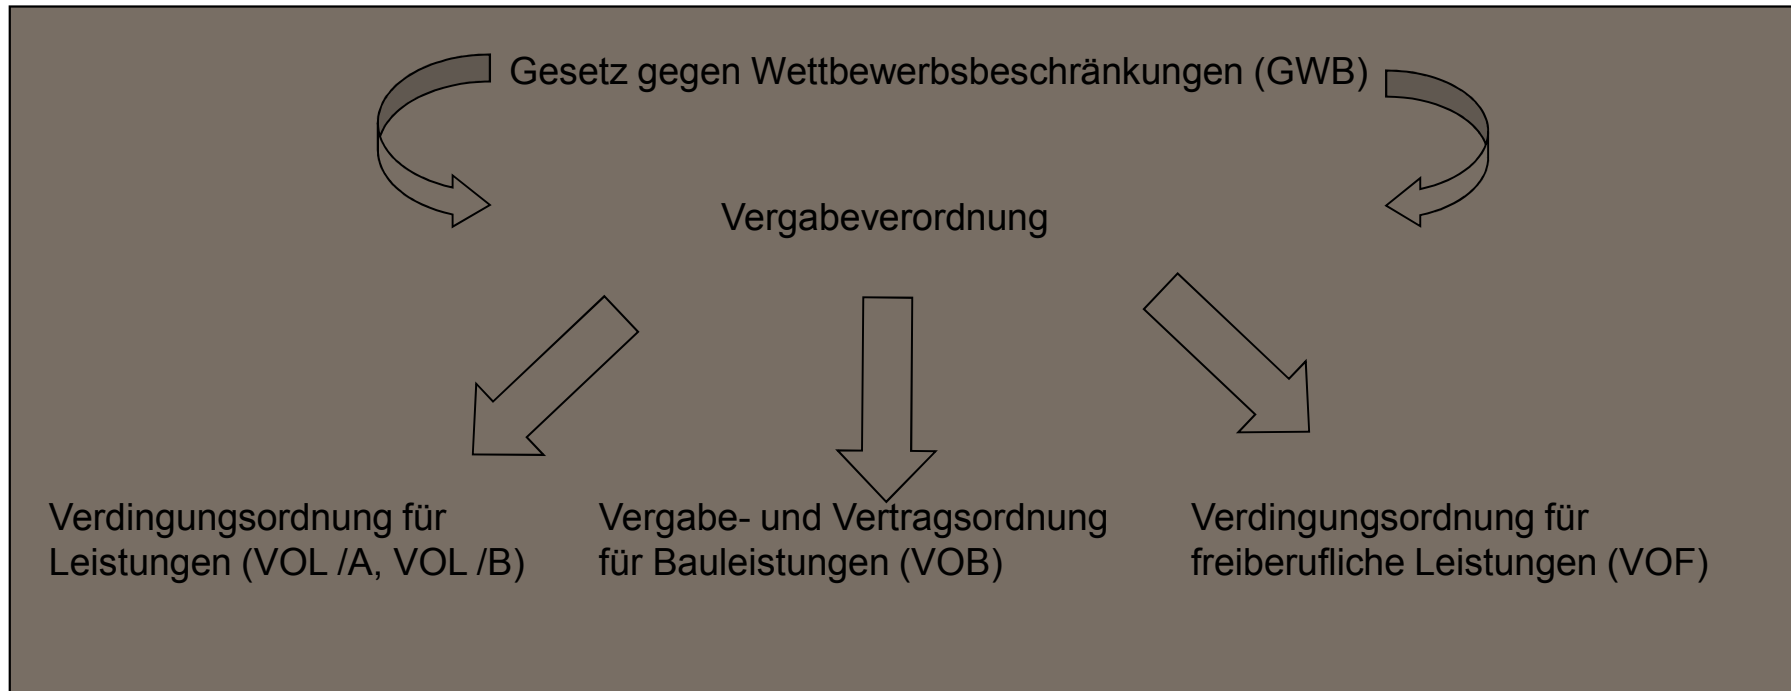 Gesetz gegen Wettbewerbsbeschränkungen (GWB)
Vergabeverordnung
Verdingungsordnung für
Leistungen (VOL /A, VOL /B)
Vergabe- und Vertragsordnung
für Bauleistungen (VOB)
Verdingungsordnung für
freiberufliche Leistungen (VOF)